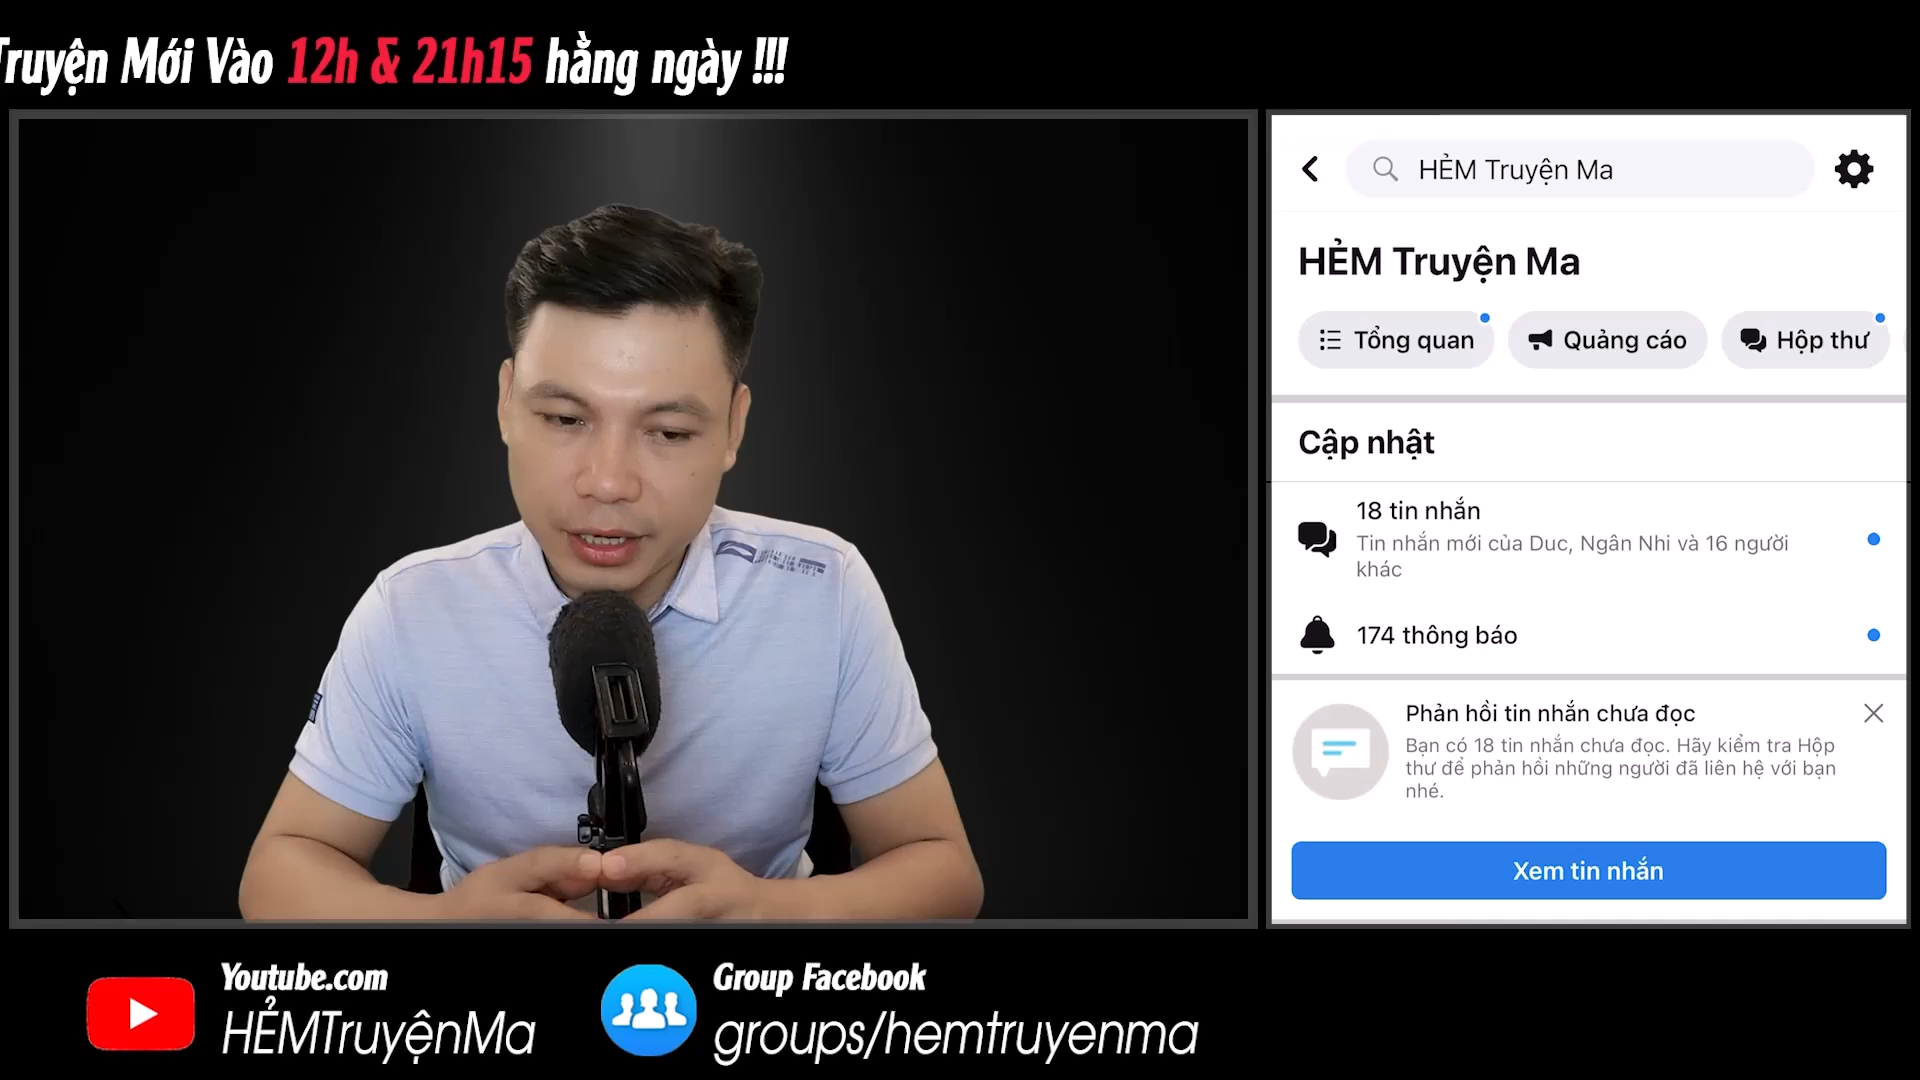 Truyện Mới Vào 12h & 21h15 hằng ngày !!!
HẺM Truyện Ma
HẺM Truyện Ma
Tổng quan
Quảng cáo
Hộp thư
Cập nhật
18 tin nhắn
Tin nhắn mới của Duc, Ngân Nhi và 16 người
khác
174 thông báo
Phản hồi tin nhắn chưa đọc
Bạn có 18 tin nhắn chưa đọc. Hãy kiểm tra Hộp
thư để phản hồi những người đã liên hệ với bạn
nhé.
Xem tin nhắn
Youtube.com
HẺMTruyệnMa
Group Facebook
groups/hemtruyenma